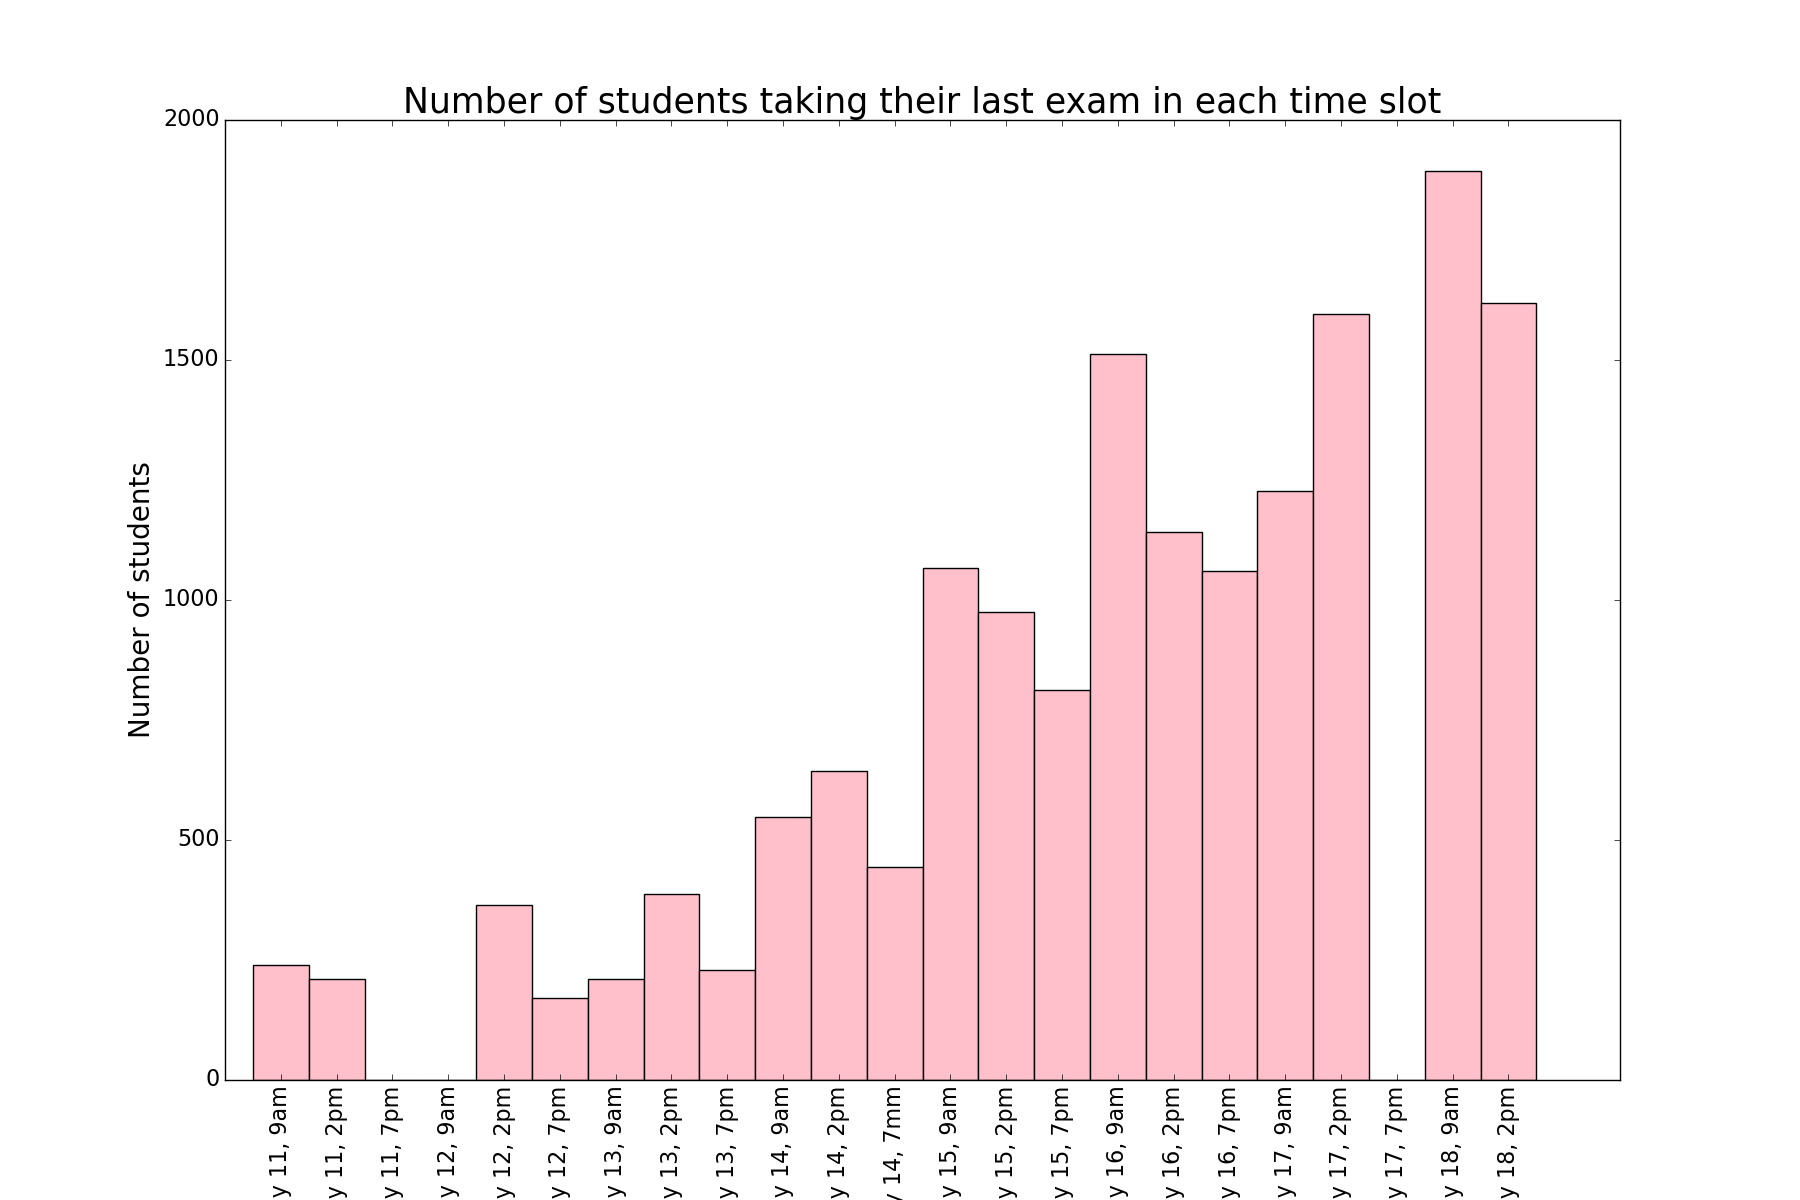 Number of students taking their last exam in each time slot
2000
1500
1000
500
0
Number of students
y 11, 9am
y 11, 2pm
y 11, 7pm
y 12, 9am
y 12, 2pm
y 12, 7pm
y 13, 9am
y 13, 2pm
y 13, 7pm
y 14, 9am
y 14, 2pm
y 14, 7mm
y 15, 9am
y 15, 2pm
y 15, 7pm
y 16, 9am
y 16, 2pm
y 16, 7pm
y 17, 9am
y 17, 2pm
y 17, 7pm
y 18, 9am
y 18, 2pm